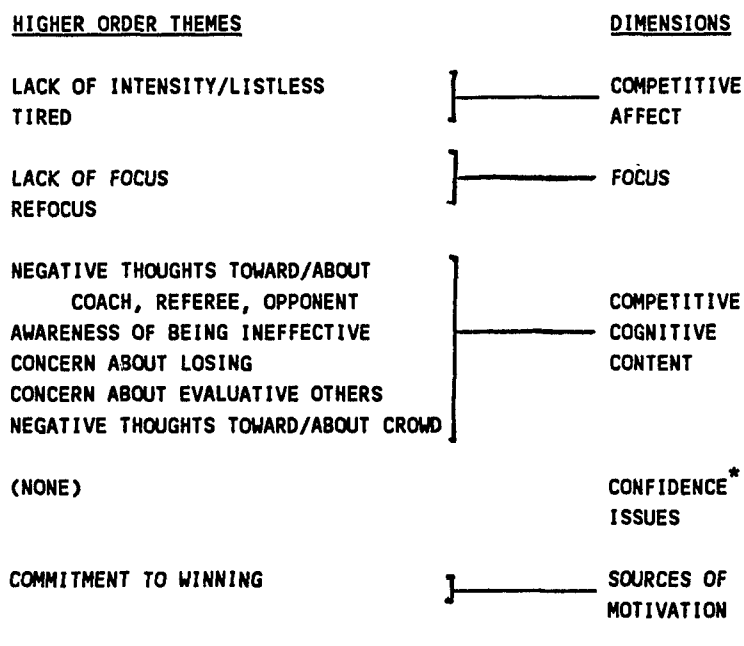 HIGHER ORDER THEMES DIMENSIONS
LACK OF INTENSITY/LISTLESS COMPETITIVE
TIRED AFFECT
LACK OF FOCUS FOCUS
REFOCUS
NEGATIVE THOUGHTS TOWARD/ABOUT
COACH, REFEREE, OPPONENT COMPETITIVE
AWARENESS OF BEING INEFFECTIVE COGNITIVE
CONCERN ABOUT LOSING CONTENT
CONCERN ABOUT EVALUATIVE OTHERS
NEGATIVE THOUGHTS TOWARD/ABOUT CROWD
(NONE) CONFIDENCE*
ISSUES
COMMITMENT TO WINNING SOURCES OF
MOTIVATION